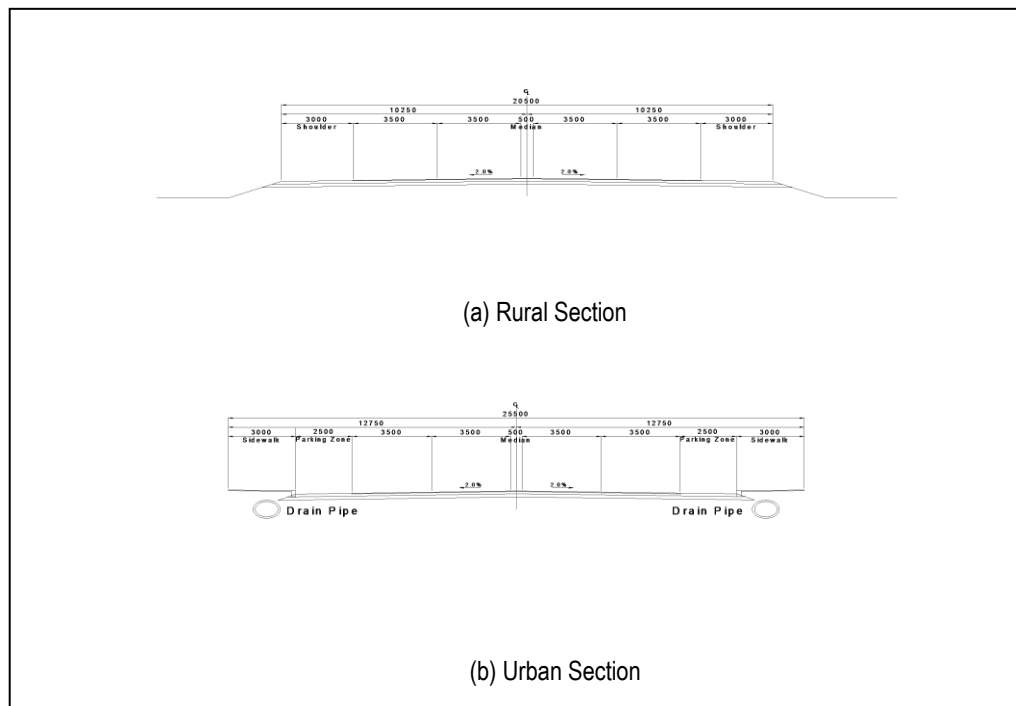 ℄
20500
10250 10250
3000 3500 3500 500 3500 3500 3000
Shoulder Median Shoulder
2.0% 2.0%
(a) Rural Section
℄
25500
12750 12750
3000 2500 3500 3500 500 3500 3500 2500 3000
Sidewalk Parking Zoné Median Parking Zoné Sidewalk
2.0% 2.0%
Drain Pipe Drain Pipe
(b) Urban Section